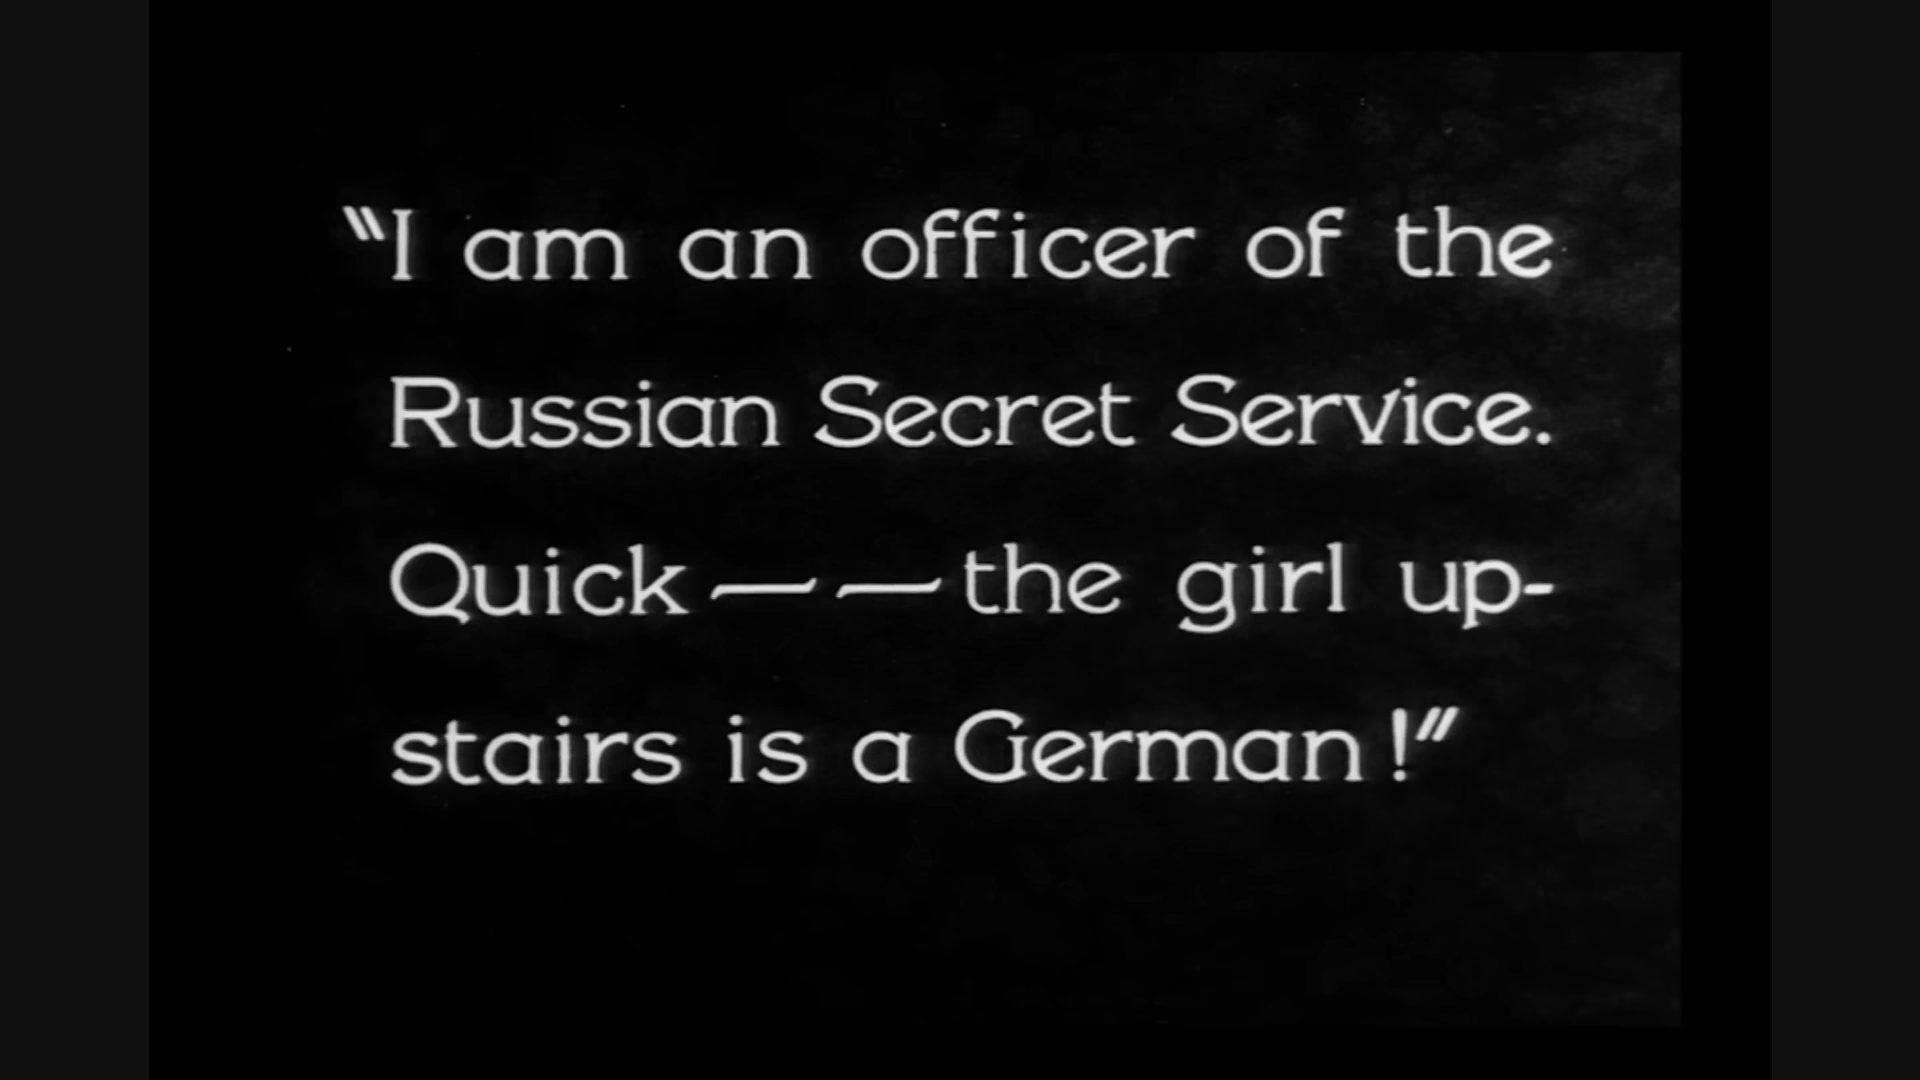 "I am an officer of the
Russian Secret Service.
Quick——the girl up-
stairs is a German!"